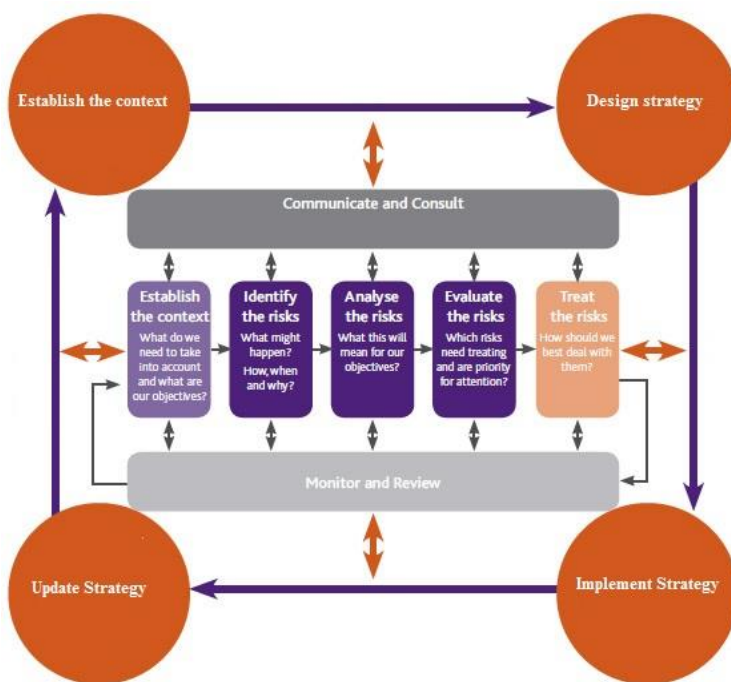 Establish the context
Design strategy
Communicate and Consult
Establish
the context
What do we
need to take
into account
and what are
our objectives?
Identify
the risks
What might
happen?
How, when
and why?
Analyse
the risks
What this will
mean for our
objectives?
Evaluate
the risks
Which risks
need treating
and are priority
for attention?
Treat
the risks
How should we
best deal with
them?
Monitor and Review
Update Strategy
Implement Strategy